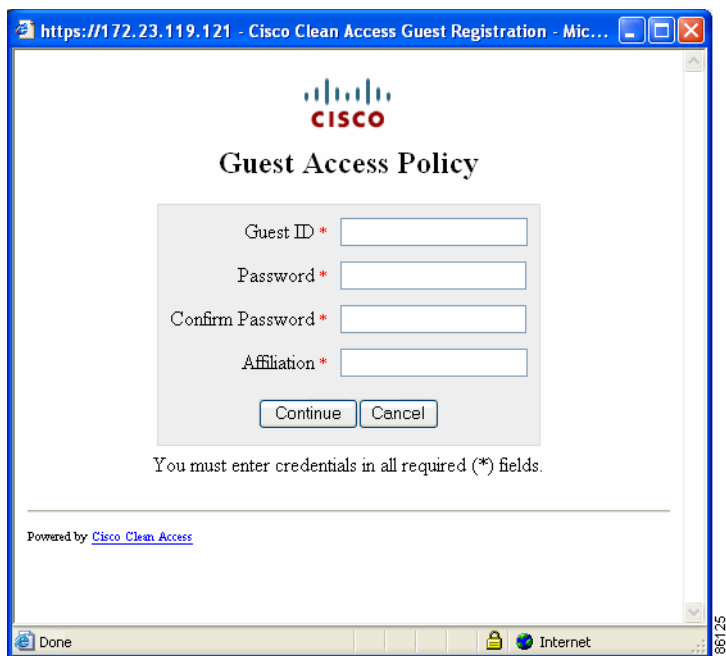 https://172.23.119.121 - Cisco Clean Access Guest Registration - Mic...
CISCO
Guest Access Policy
Guest ID *
Password *
Confirm Password *
Affiliation *
Continue Cancel
You must enter credentials in all required (*) fields.
Powered by Cisco Clean Access
Done Internet
86125